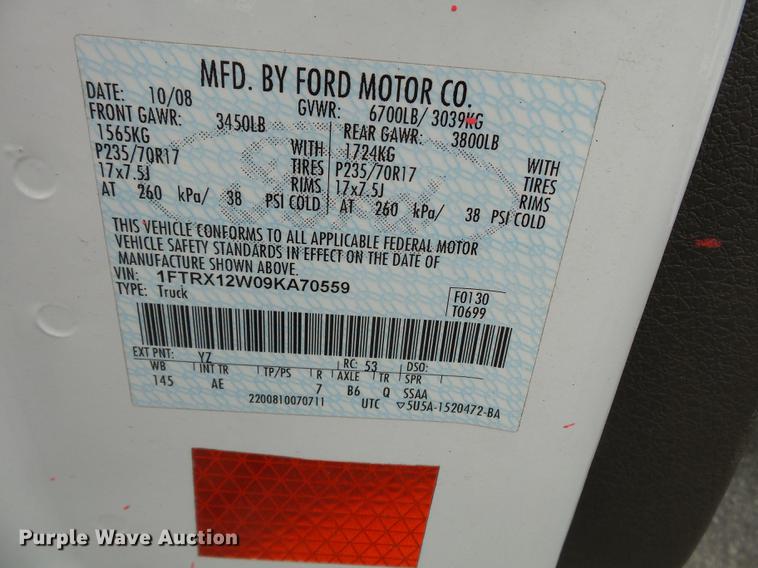 MFD. BY FORD MOTOR CO.
DATE: 10/08 GVWR: 6700LB/ 3039KG
FRONT GAWR: 3450LB REAR GAWR: 3800LB
1565KG WITH 1724KG WITH
P235/70R17 TIRES P235/70R17 TIRES
17x7.5J RIMS 17x7.5J RIMS
AT 260 kPa/ 38 PSI COLD AT 260 kPa/ 38 PSI COLD
THIS VEHICLE CONFORMS TO ALL APPLICABLE FEDERAL MOTOR
VEHICLE SAFETY STANDARDS IN EFFECT ON THE DATE OF
MANUFACTURE SHOWN ABOVE.
VIN: 1FTRX12W09KA70559
TYPE: Truck
F0130
T0699
EXT PNT: YZ RC: 53 DSO:
WB INT TR TP/PS R AXLE TR SPR
145 AE 7 B6 Q SSAA
2200810070711 UTC ▽5U5A-1520472-BA
Purple Wave Auction